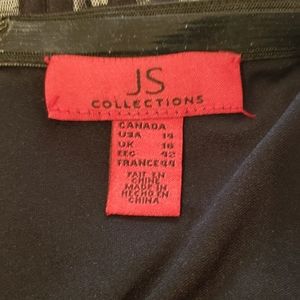 JS
COLLECTIONS
CANADA
USA 14
UK 16
EEC 42
FRANCE 44
FAIT EN
CHINE
MADE IN
HECHO EN
CHINA